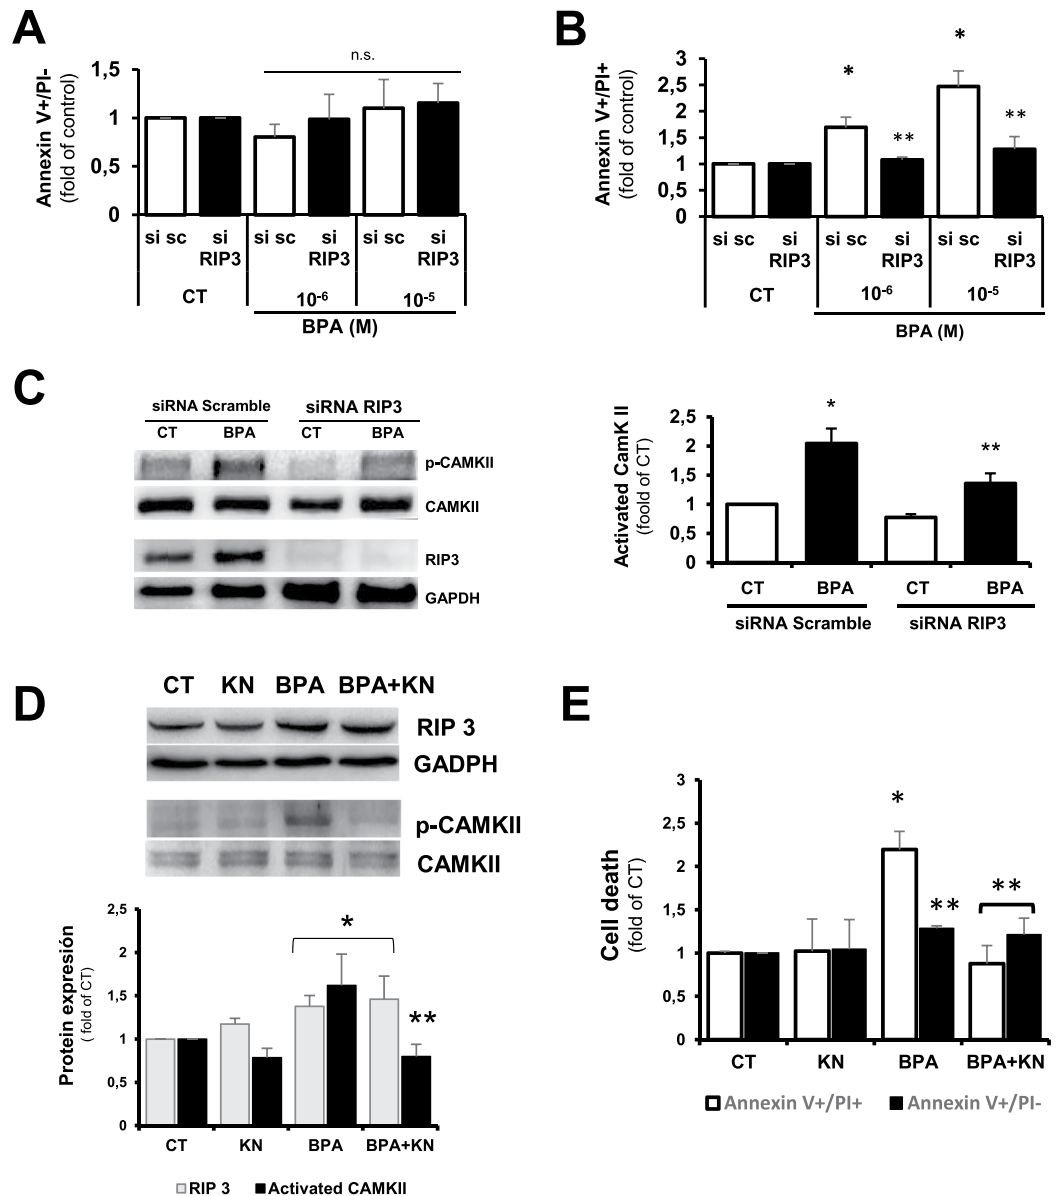 A
Annexin V+/PI-
(fold of control)
1,5
1
0,5
0
n.s.
si sc
si
RIP3
si sc
si
RIP3
si sc
si
RIP3
CT
10-6
10-5
BPA (M)
B
Annexin V+/PI+
(fold of control)
3
2,5
2
1,5
1
0,5
0
*
**
*
**
si sc
si
RIP3
si sc
si
RIP3
si sc
si
RIP3
CT
10-6
10-5
BPA (M)
C
siRNA Scramble
siRNA RIP3
CT
BPA
CT
BPA
p-CAMKII
CAMKII
RIP3
GAPDH
Activated CamK II
(foold of CT)
2,5
2
1,5
1
0,5
0
*
**
CT
BPA
CT
BPA
siRNA Scramble
siRNA RIP3
D
CT
KN
BPA
BPA+KN
RIP 3
GADPH
p-CAMKII
CAMKII
Protein expresión
( fold of CT)
2,5
2
1,5
1
0,5
0
*
**
CT
KN
BPA
BPA+KN
RIP 3
Activated CAMKII
E
Cell death
(fold of CT)
3
2,5
2
1,5
1
0,5
0
*
**
**
CT
KN
BPA
BPA+KN
Annexin V+/PI+
Annexin V+/PI-